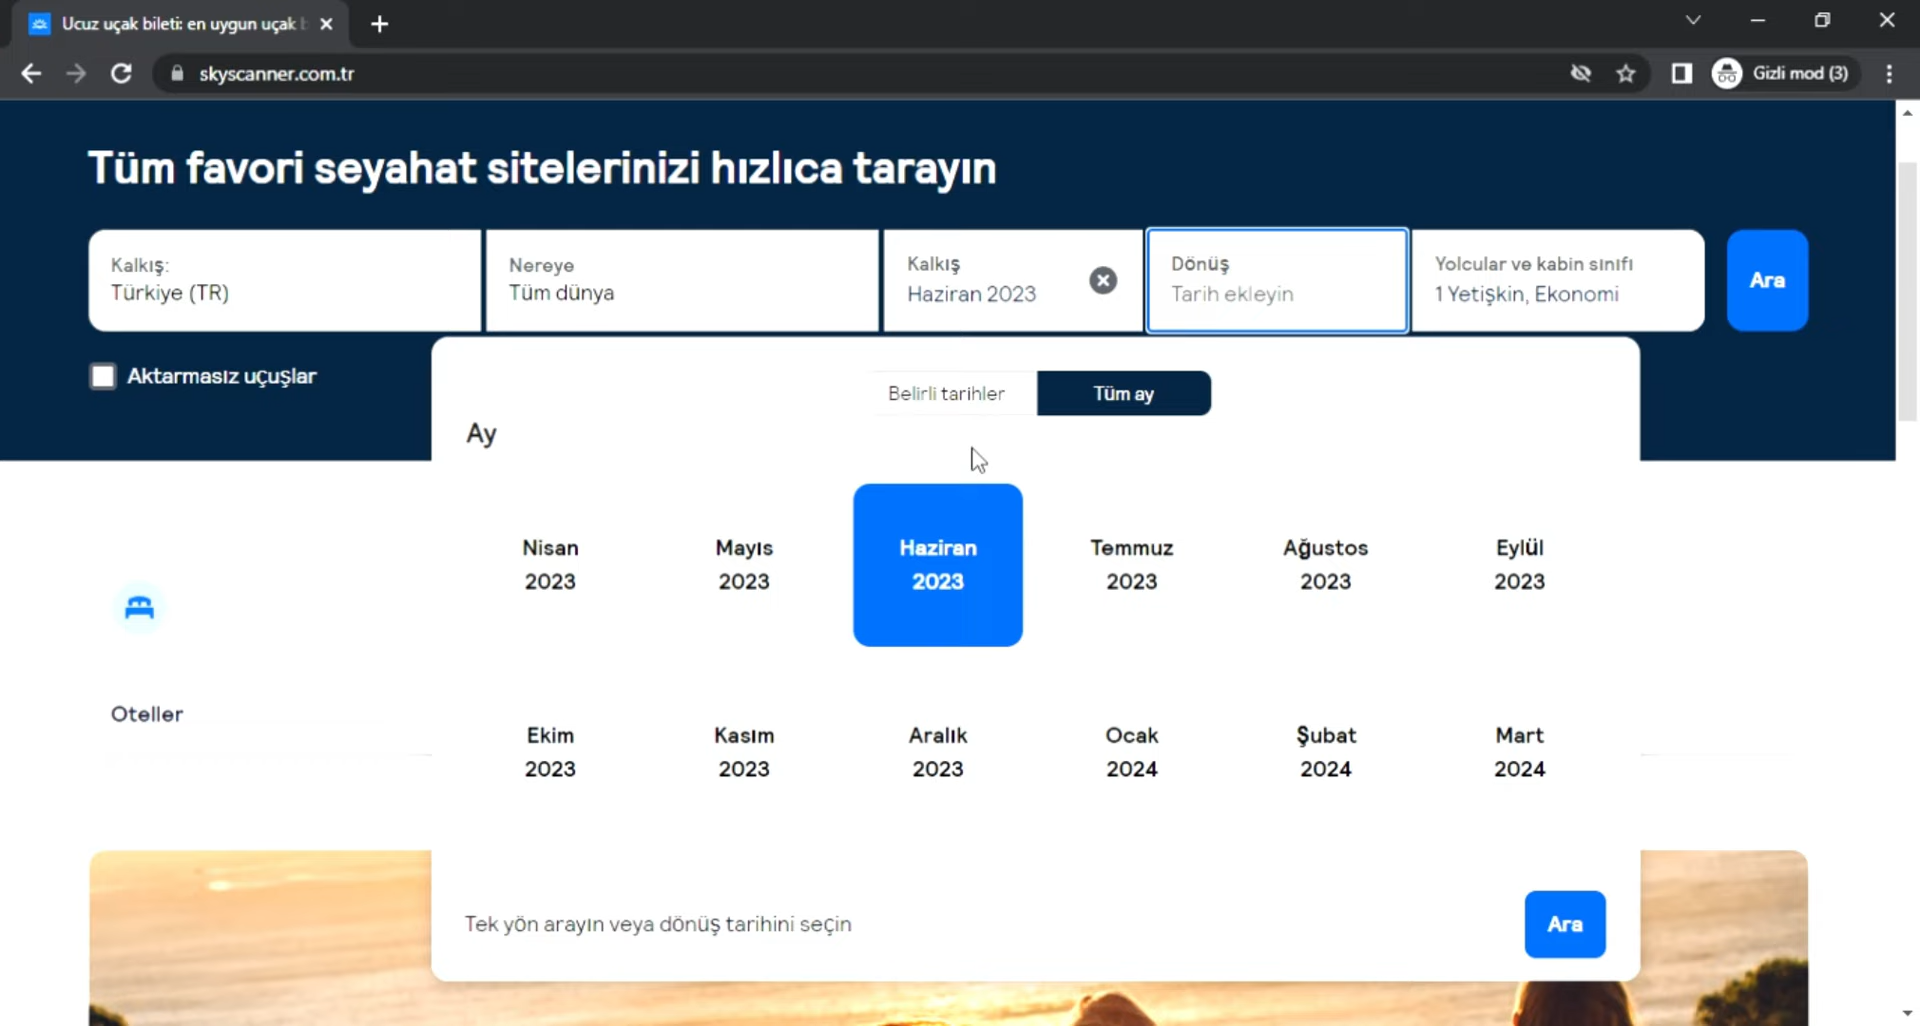 Ucuz uçak bileti: en uygun uçak
skyscanner.com.tr
Gizli mod (3)
Tüm favori seyahat sitelerinizi hızlıca tarayın
Kalkış:
Türkiye (TR)
Nereye
Tüm dünya
Kalkış
Haziran 2023
Dönüş
Tarih ekleyin
Yolcular ve kabin sınıfı
1 Yetişkin, Ekonomi
Ara
Aktarmasız uçuşlar
Belirli tarihler
Tüm ay
Ay
Nisan
2023
Mayıs
2023
Haziran
2023
Temmuz
2023
Ağustos
2023
Eylül
2023
Oteller
Ekim
2023
Kasım
2023
Aralık
2023
Ocak
2024
Şubat
2024
Mart
2024
Tek yön arayın veya dönüş tarihini seçin
Ara